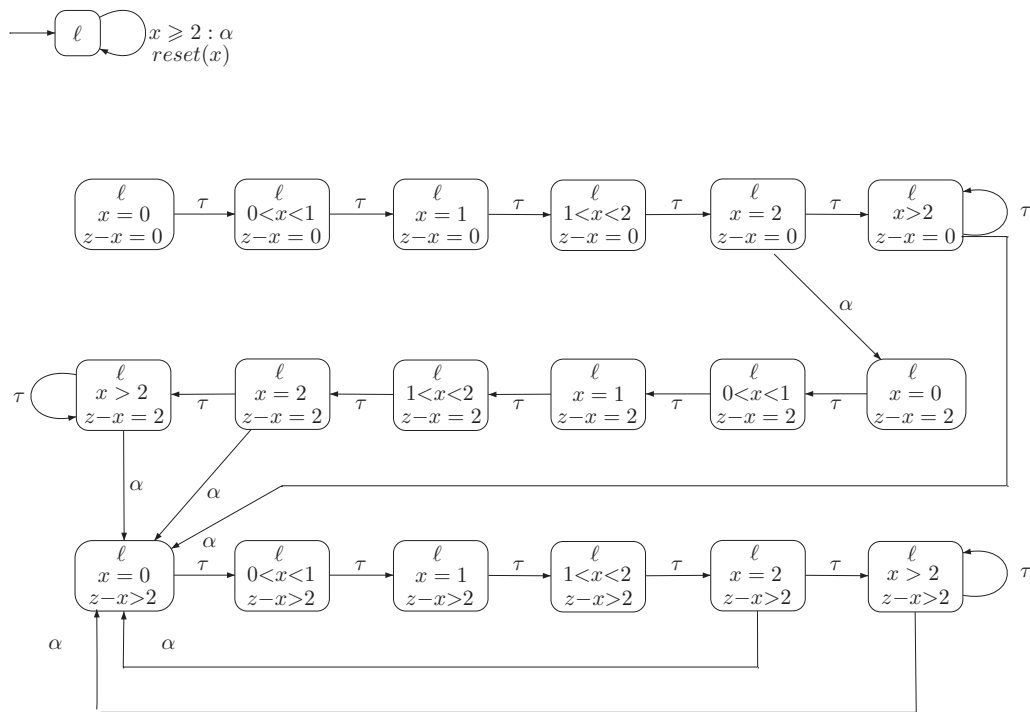 ℓ
x ⩾ 2 : α
reset(x)
ℓ
x = 0
z−x = 0
τ
ℓ
0<x<1
z−x = 0
τ
ℓ
x = 1
z−x = 0
τ
ℓ
1<x<2
z−x = 0
τ
ℓ
x = 2
z−x = 0
τ
ℓ
x>2
z−x = 0
τ
α
ℓ
x > 2
z−x = 2
τ
τ
ℓ
x = 2
z−x = 2
τ
ℓ
1<x<2
z−x = 2
τ
ℓ
x = 1
z−x = 2
τ
ℓ
0<x<1
z−x = 2
τ
ℓ
x = 0
z−x = 2
α
α
α
ℓ
x = 0
z−x>2
τ
ℓ
0<x<1
z−x>2
τ
ℓ
x = 1
z−x>2
τ
ℓ
1<x<2
z−x>2
τ
ℓ
x = 2
z−x>2
τ
ℓ
x > 2
z−x>2
τ
α
α